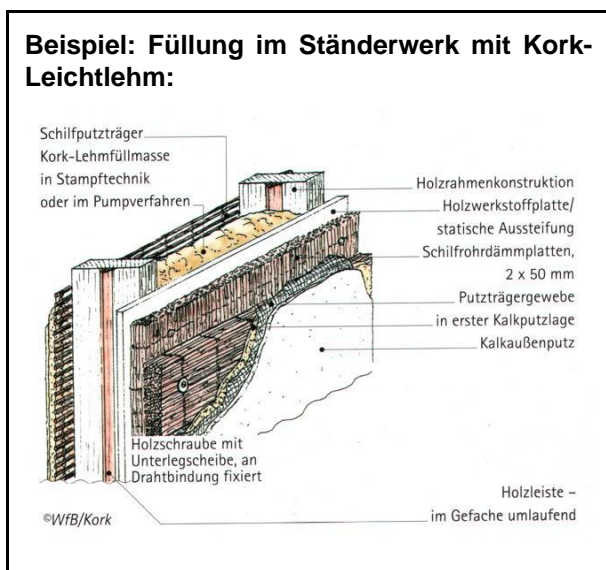 Beispiel: Füllung im Ständerwerk mit Kork-
Leichtlehm:
Schilfputzträger
Kork-Lehmfüllmasse
in Stampftechnik
oder im Pumpverfahren
Holzrahmenkonstruktion
Holzwerkstoffplatte/
statische Aussteifung
Schilfrohrdämmplatten,
2 x 50 mm
Putzträgergewebe
in erster Kalkputzlage
Kalkaußenputz
Holzschraube mit
Unterlegscheibe, an
Drahtbindung fixiert
Holzleiste –
im Gefache umlaufend
©WfB/Kork